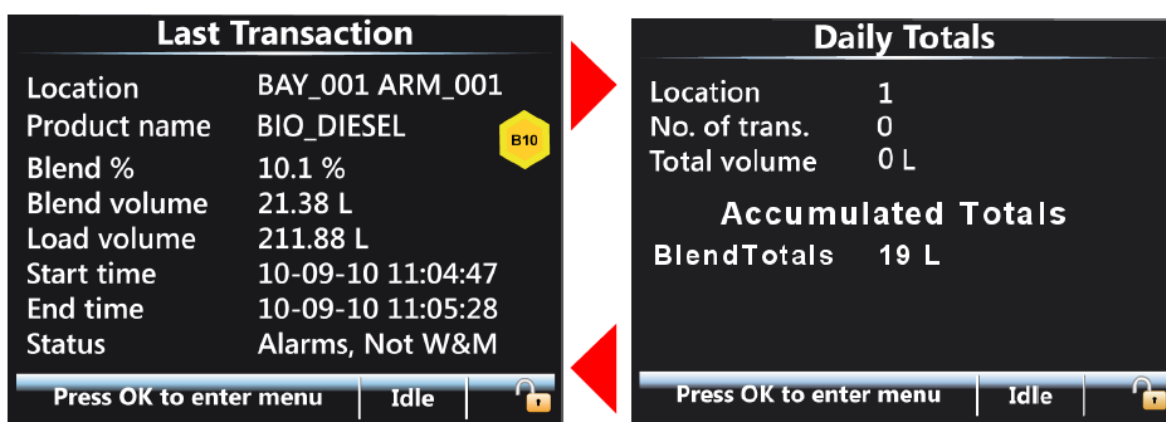 Last Transaction
Location BAY_001 ARM_001
Product name BIO_DIESEL
B10
Blend % 10.1 %
Blend volume 21.38 L
Load volume 211.88 L
Start time 10-09-10 11:04:47
End time 10-09-10 11:05:28
Status Alarms, Not W&M
Press OK to enter menu Idle
Daily Totals
Location 1
No. of trans. 0
Total volume 0 L
Accumulated Totals
BlendTotals 19 L
Press OK to enter menu Idle